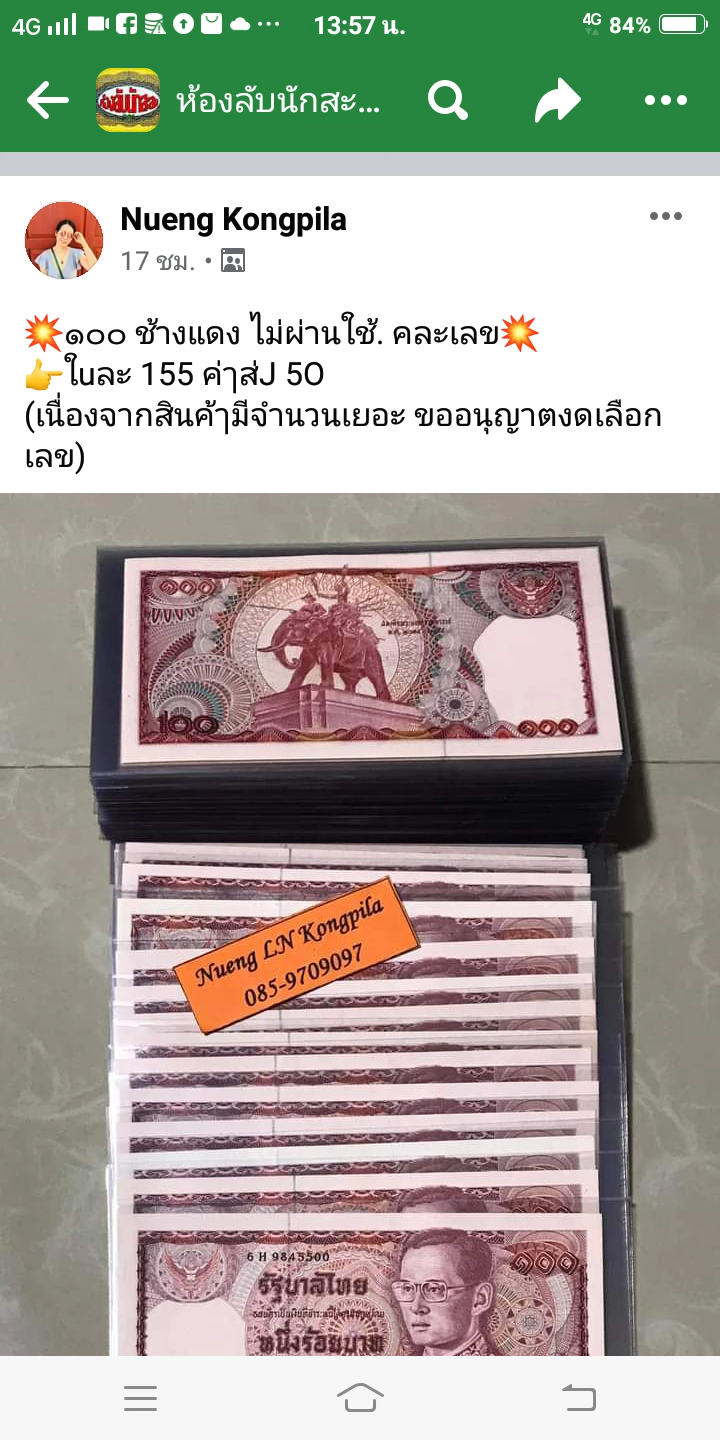 4G 13:57 น. 4G 84%
ห้องลับนักสะ...
Nueng Kongpila
17 ชม.
💥๑๐๐ ช้างแดง ไม่ผ่านใช้. คละเลข💥
👉ใบละ 155 ค่าส่J 5O
(เนื่องจากสินค้ามีจำนวนเยอะ ขออนุญาตงดเลือก
เลข)
๑๐๐
100
๑๐๐
Nueng LN Kongpila
085-9709097
6 H 9845500
๑๐๐
รัฐบาลไทย
หนึ่งร้อยบาท